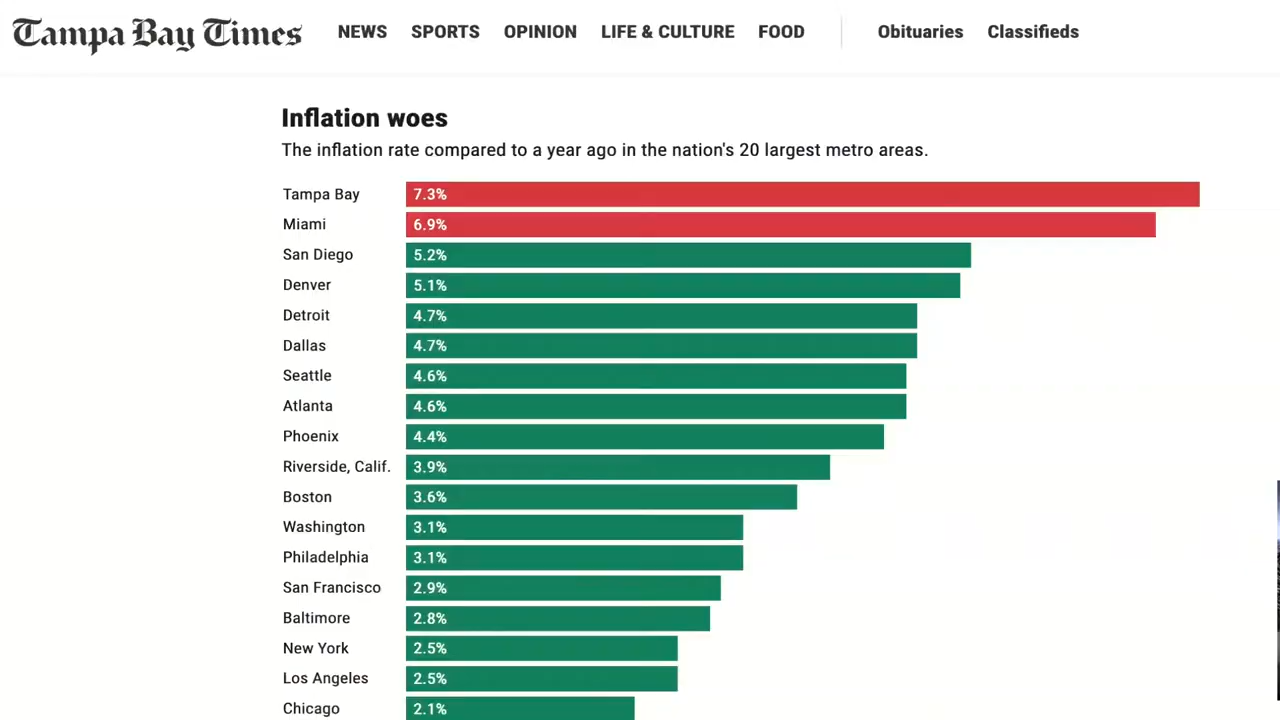 Tampa Bay Times NEWS SPORTS OPINION LIFE & CULTURE FOOD Obituaries Classifieds
Inflation woes
The inflation rate compared to a year ago in the nation's 20 largest metro areas.
Tampa Bay 7.3%
Miami 6.9%
San Diego 5.2%
Denver 5.1%
Detroit 4.7%
Dallas 4.7%
Seattle 4.6%
Atlanta 4.6%
Phoenix 4.4%
Riverside, Calif. 3.9%
Boston 3.6%
Washington 3.1%
Philadelphia 3.1%
San Francisco 2.9%
Baltimore 2.8%
New York 2.5%
Los Angeles 2.5%
Chicago 2.1%